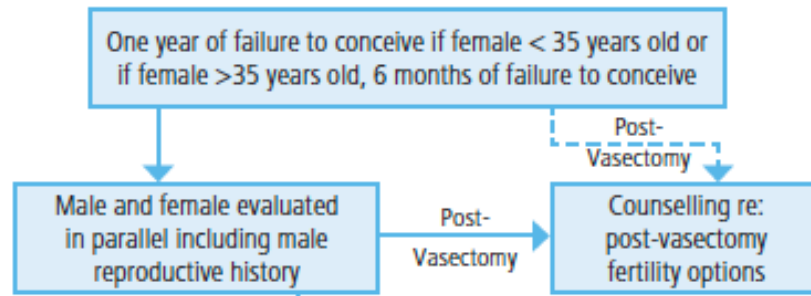 One year of failure to conceive if female < 35 years old or
if female >35 years old, 6 months of failure to conceive
Post-
Vasectomy
Male and female evaluated
in parallel including male
reproductive history
Post-
Vasectomy
Counselling re:
post-vasectomy
fertility options